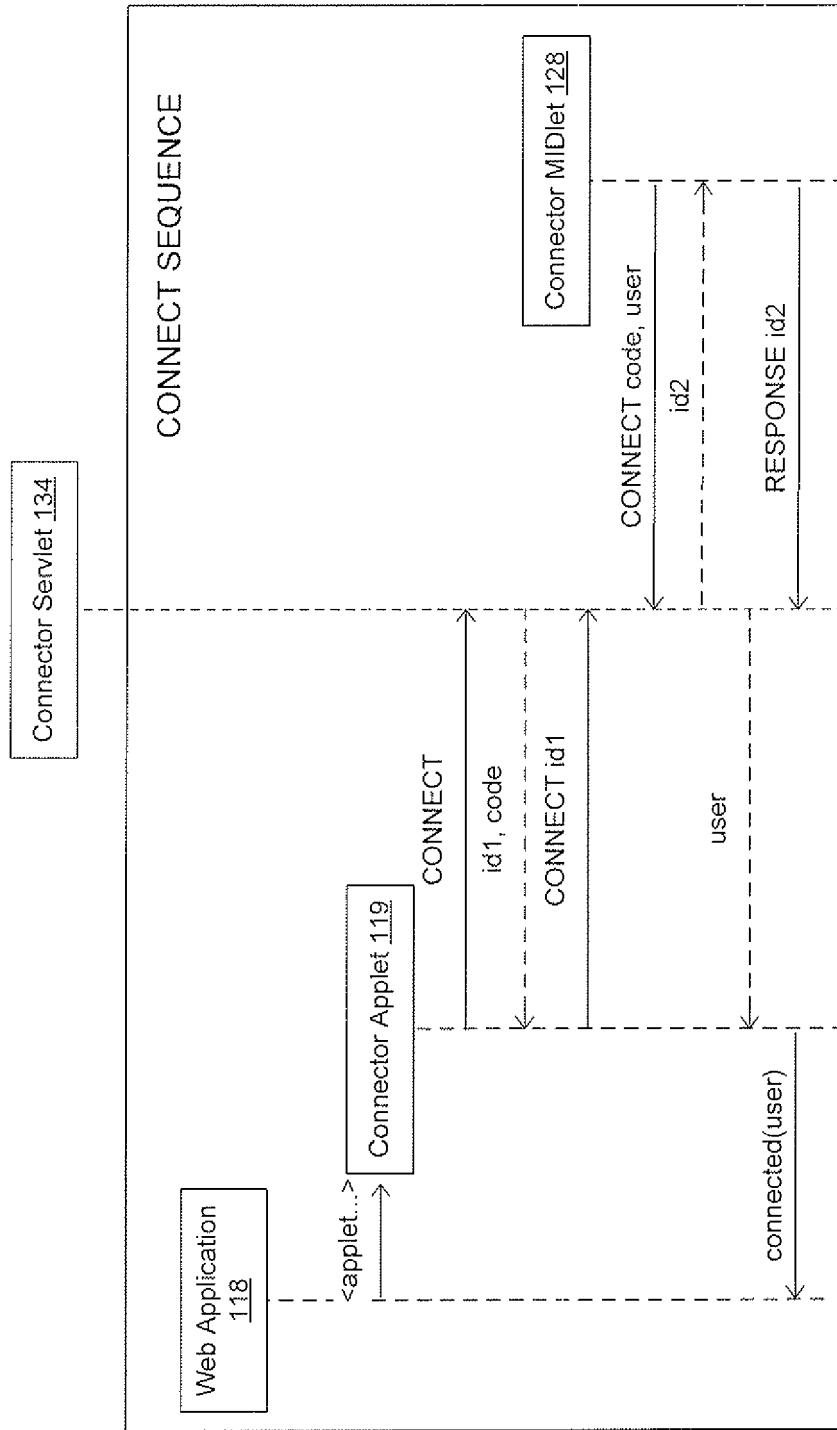 Connector Servlet 134
CONNECT SEQUENCE
Web Application
118
<applet...>
Connector Applet 119
CONNECT
id1, code
CONNECT id1
Connector MIDlet 128
CONNECT code, user
id2
user
RESPONSE id2
connected(user)